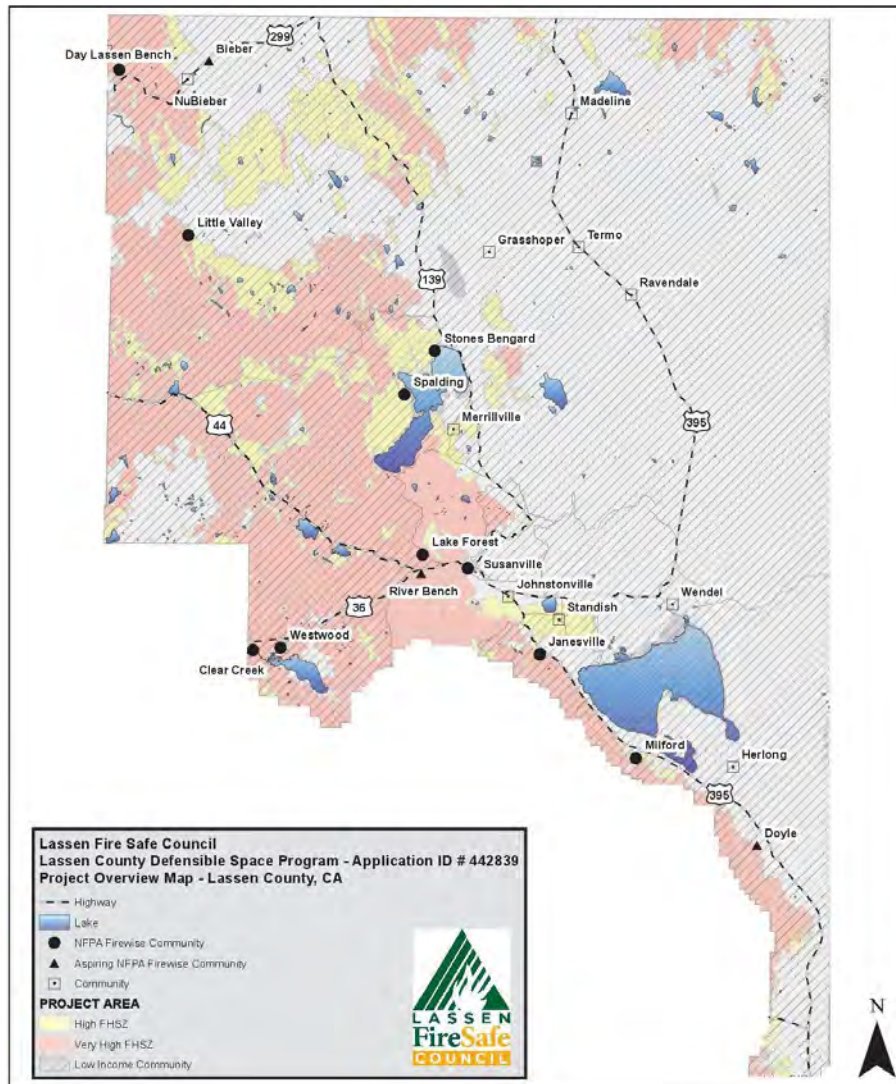 299
Bieber
Day Lassen Bench
NuBieber
Madeline
Little Valley
Grasshoper
Termo
139
Ravendale
Stones Bengard
Spalding
Merrillville
44
395
Lake Forest
Susanville
River Bench
Johnstonville
Wendel
36
Standish
Westwood
Janesville
Clear Creek
Milford
Herlong
395
Doyle
Lassen Fire Safe Council
Lassen County Defensible Space Program - Application ID # 442839
Project Overview Map - Lassen County, CA
Highway
Lake
NFPA Firewise Community
Aspiring NFPA Firewise Community
Community
PROJECT AREA
High FHSZ
Very High FHSZ
Low Income Community
LASSEN
FireSafe
COUNCIL
N